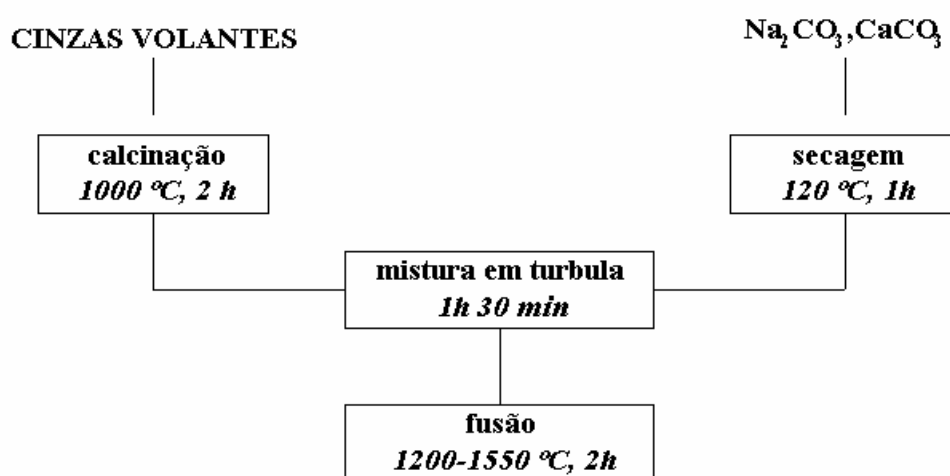 CINZAS VOLANTES
Na₂CO₃,CaCO₃
calcinação
1000 ºC, 2 h
secagem
120 ºC, 1h
mistura em turbula
1h 30 min
fusão
1200-1550 ºC, 2h